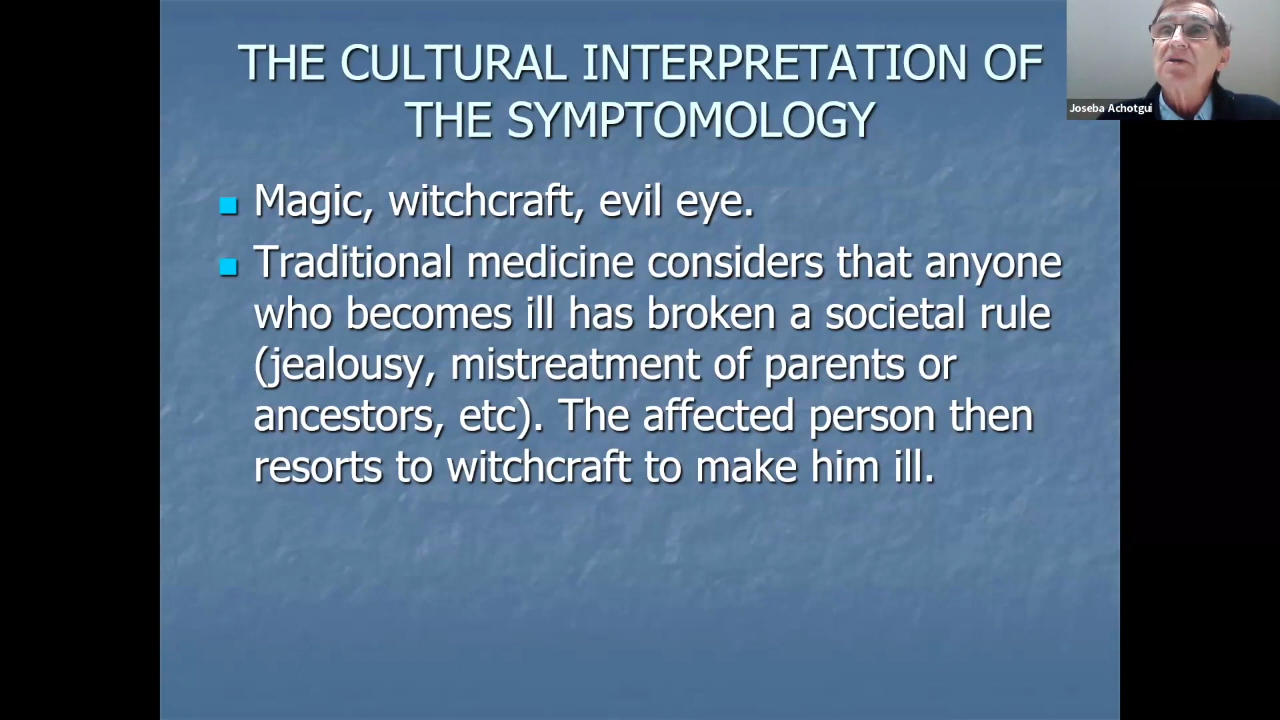 THE CULTURAL INTERPRETATION OF
THE SYMPTOMOLOGY
Joseba Achotgui
Magic, witchcraft, evil eye.
Traditional medicine considers that anyone
who becomes ill has broken a societal rule
(jealousy, mistreatment of parents or
ancestors, etc). The affected person then
resorts to witchcraft to make him ill.